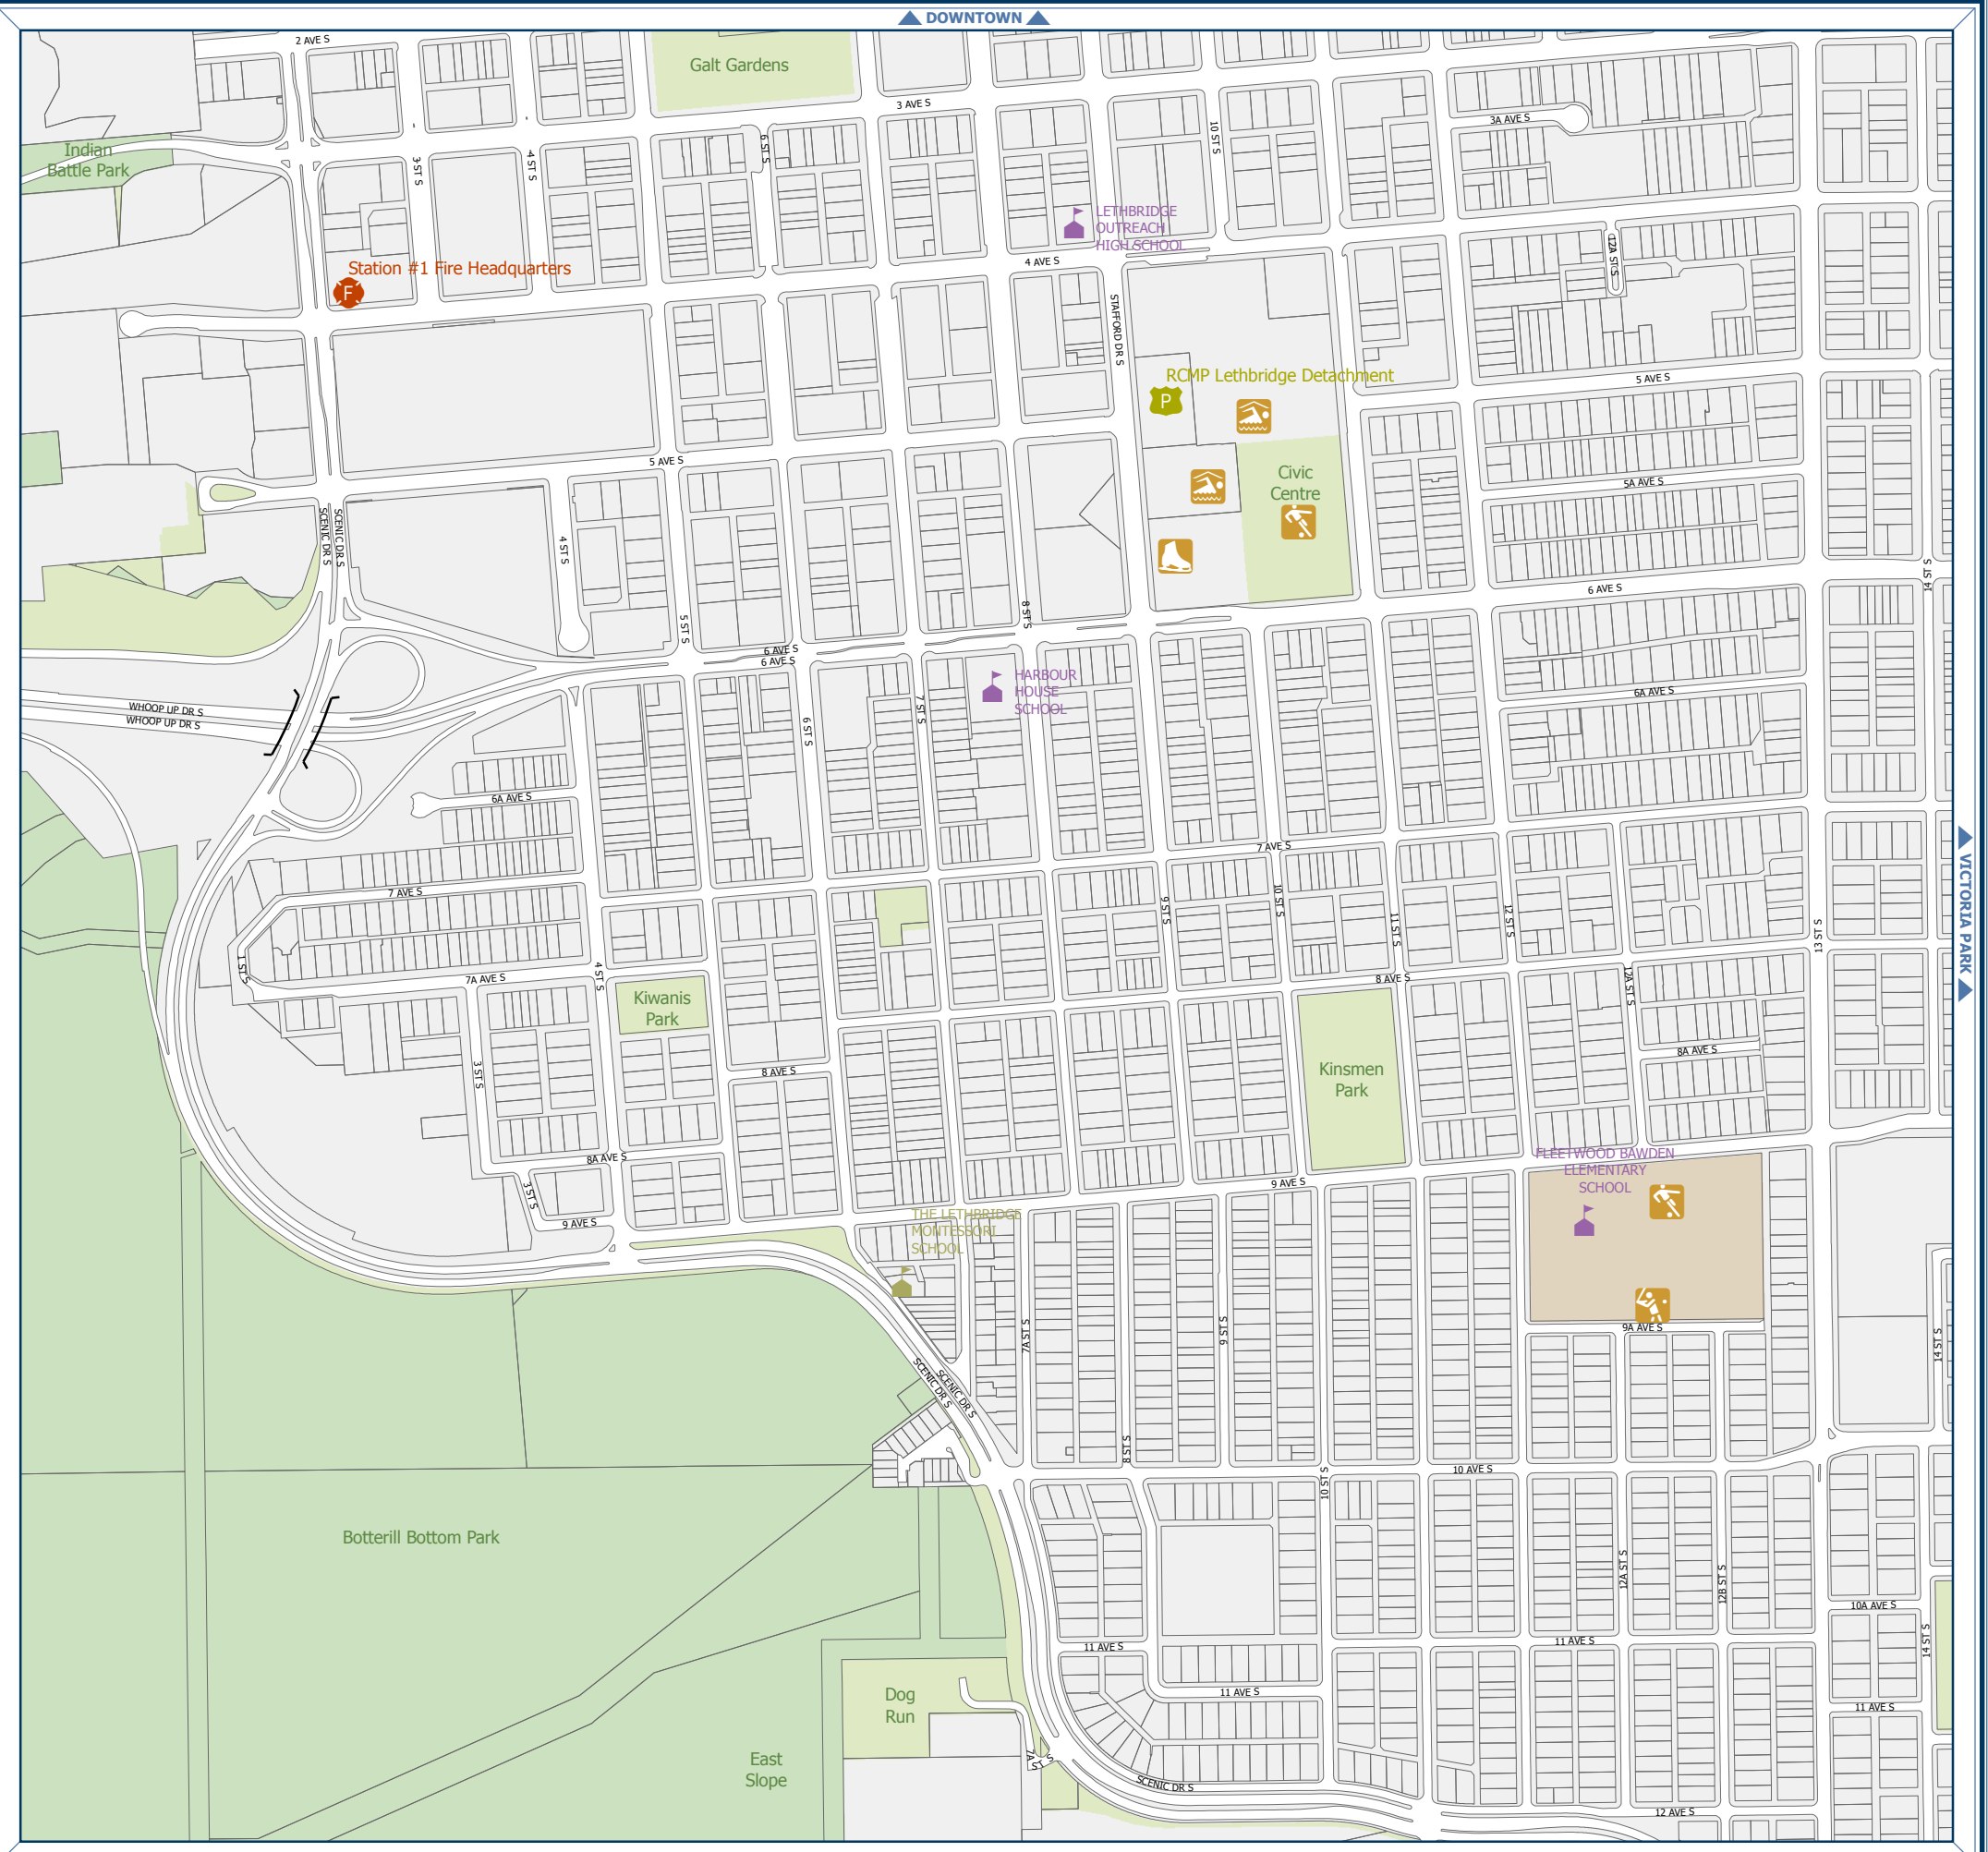 DOWNTOWN
2 AVE S
Galt Gardens
3 AVE S
3A AVE S
Indian
Battle Park
3 ST S
4 ST S
6 ST S
10 ST S
LETHBRIDGE
OUTREACH
HIGH SCHOOL
12A ST S
4 AVE S
Station #1 Fire Headquarters
F
STAFFORD DR S
RCMP Lethbridge Detachment
P
5 AVE S
5 AVE S
Civic
Centre
5A AVE S
SCENIC DR S
SCENIC DR S
4 ST S
14 ST S
6 AVE S
8 ST S
5 ST S
6 AVE S
6 AVE S
HARBOUR
HOUSE
SCHOOL
6A AVE S
WHOOP UP DR S
WHOOP UP DR S
7 ST S
6 ST S
6A AVE S
7 AVE S
VICTORIA PARK
7 AVE S
9 ST S
10 ST S
11 ST S
12 ST S
13 ST S
1 ST S
7A AVE S
4 ST S
8 AVE S
12A ST S
Kiwanis
Park
3 ST S
8 AVE S
Kinsmen
Park
8A AVE S
8A AVE S
FLEETWOOD BAWDEN
ELEMENTARY
SCHOOL
3 ST S
9 AVE S
9 AVE S
THE LETHBRIDGE
MONTESSORI
SCHOOL
7A ST S
9 ST S
9A AVE S
14 ST S
SCENIC DR S
SCENIC DR S
8 ST S
10 ST S
10 AVE S
Botterill Bottom Park
12A ST S
12B ST S
10A AVE S
11 AVE S
11 AVE S
14 ST S
11 AVE S
11 AVE S
Dog
Run
East
Slope
SCENIC DR S
12 AVE S